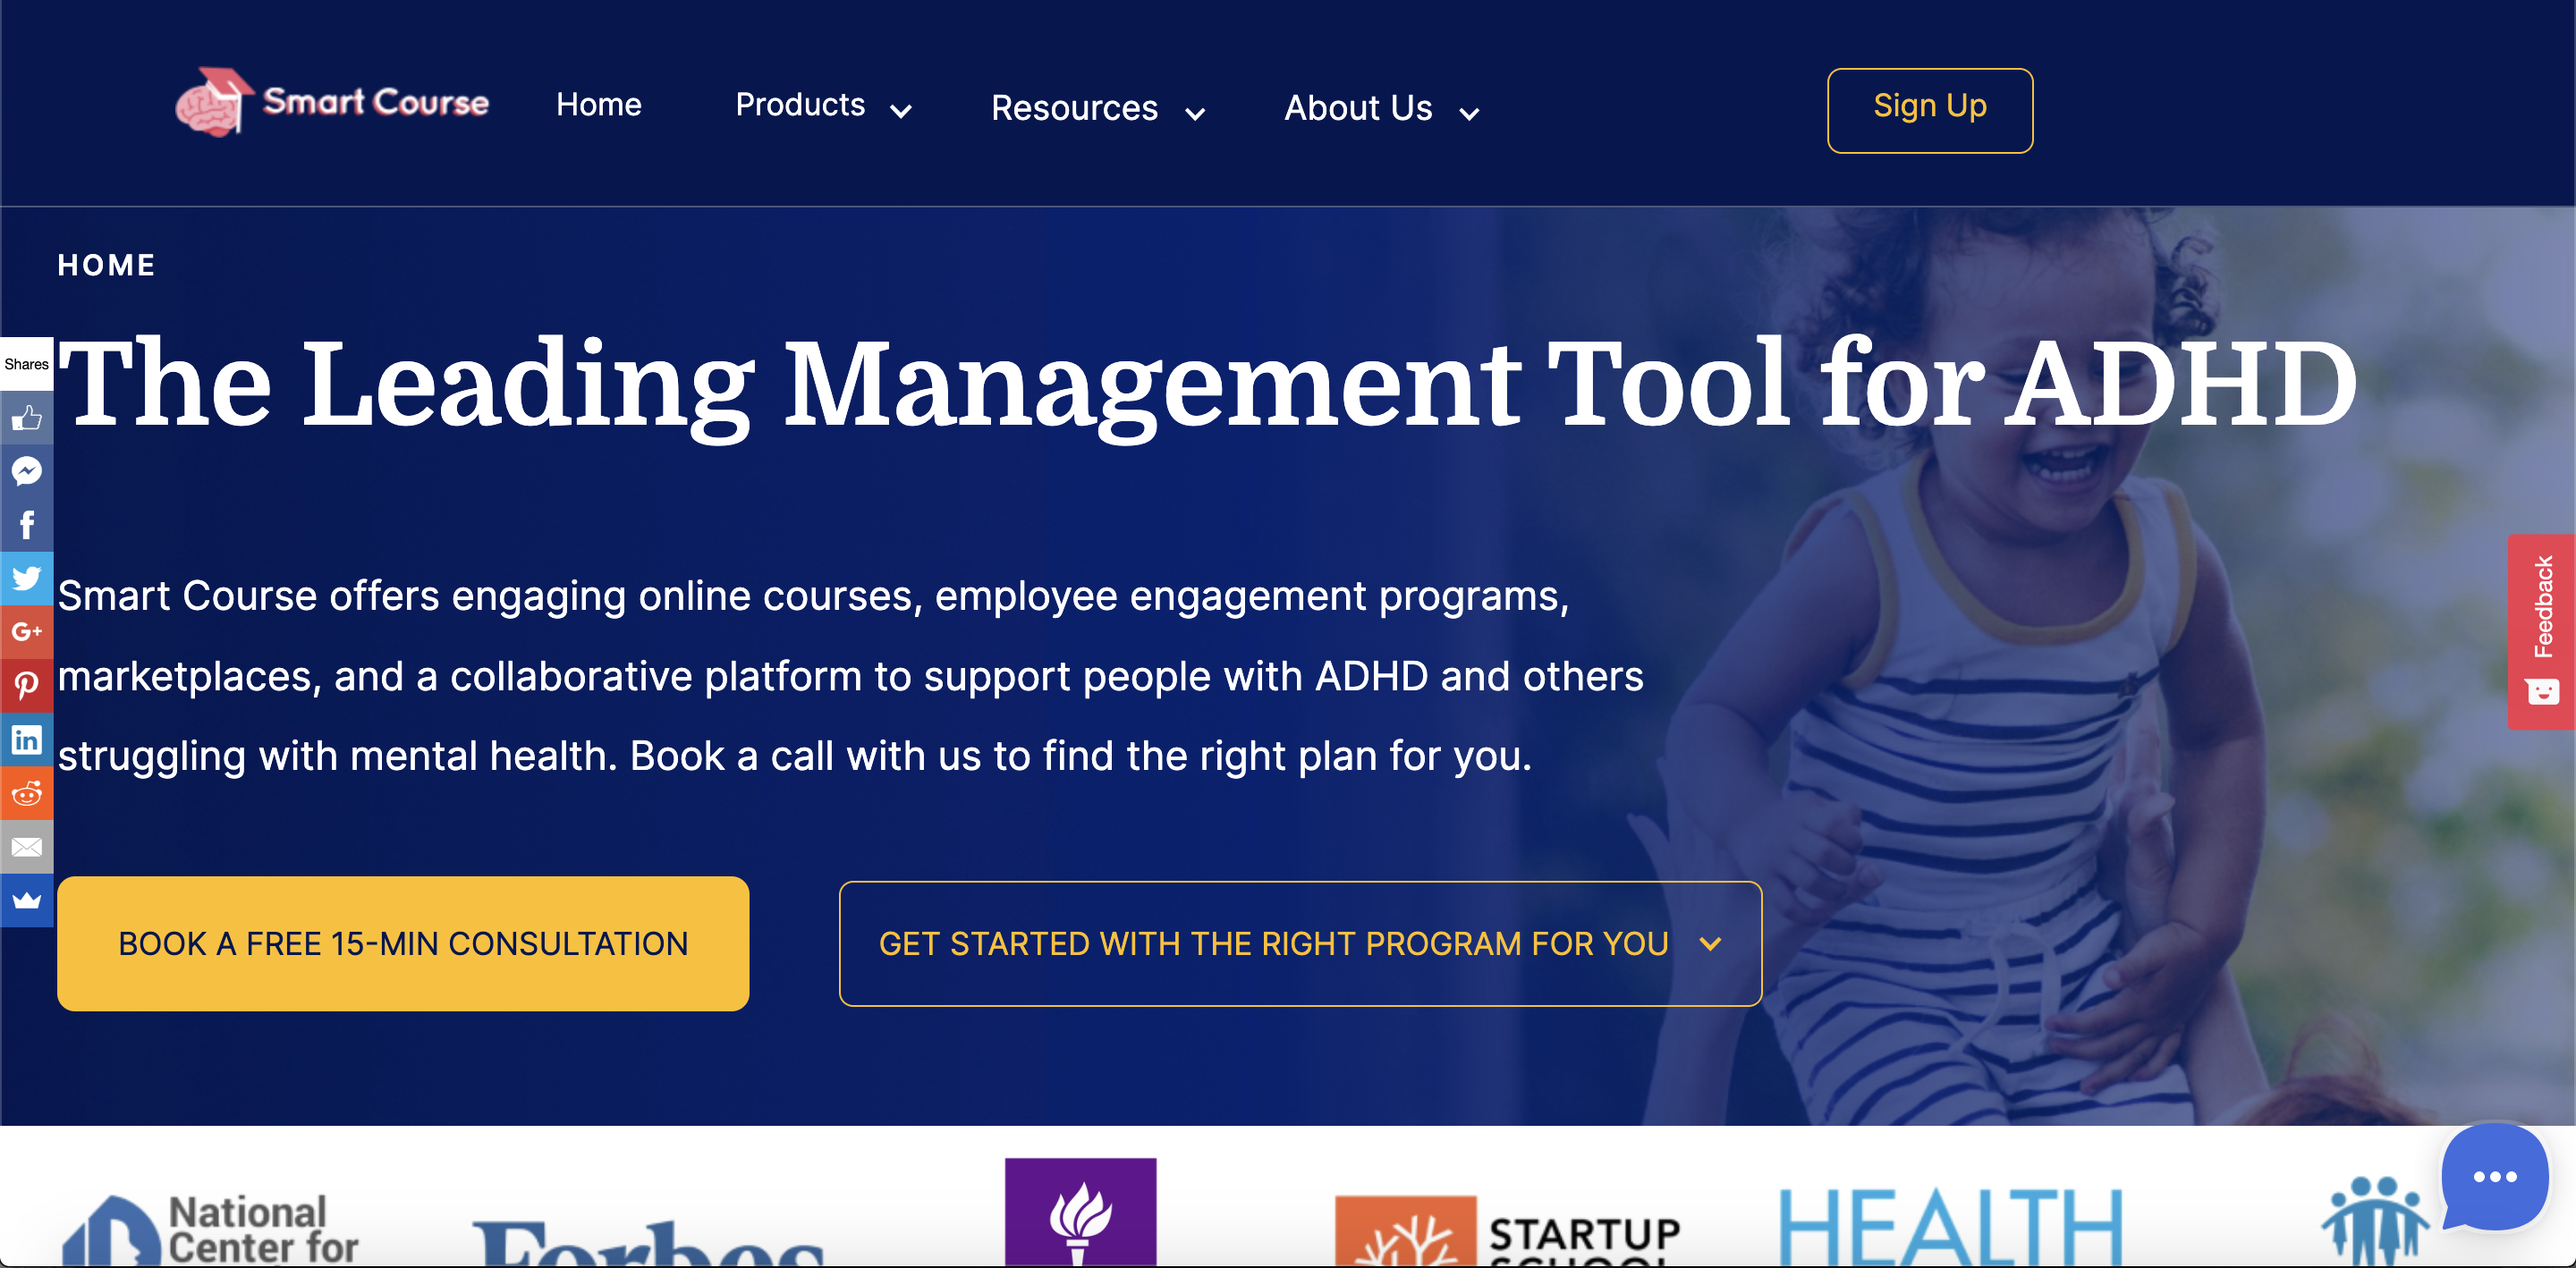 Smart Course
Home
Products
Resources
About Us
Sign Up
HOME
The Leading Management Tool for ADHD
Shares
Smart Course offers engaging online courses, employee engagement programs,
marketplaces, and a collaborative platform to support people with ADHD and others
struggling with mental health. Book a call with us to find the right plan for you.
BOOK A FREE 15-MIN CONSULTATION
GET STARTED WITH THE RIGHT PROGRAM FOR YOU
Feedback
National
Center for
Forbes
STARTUP
SCHOOL
HEALTH